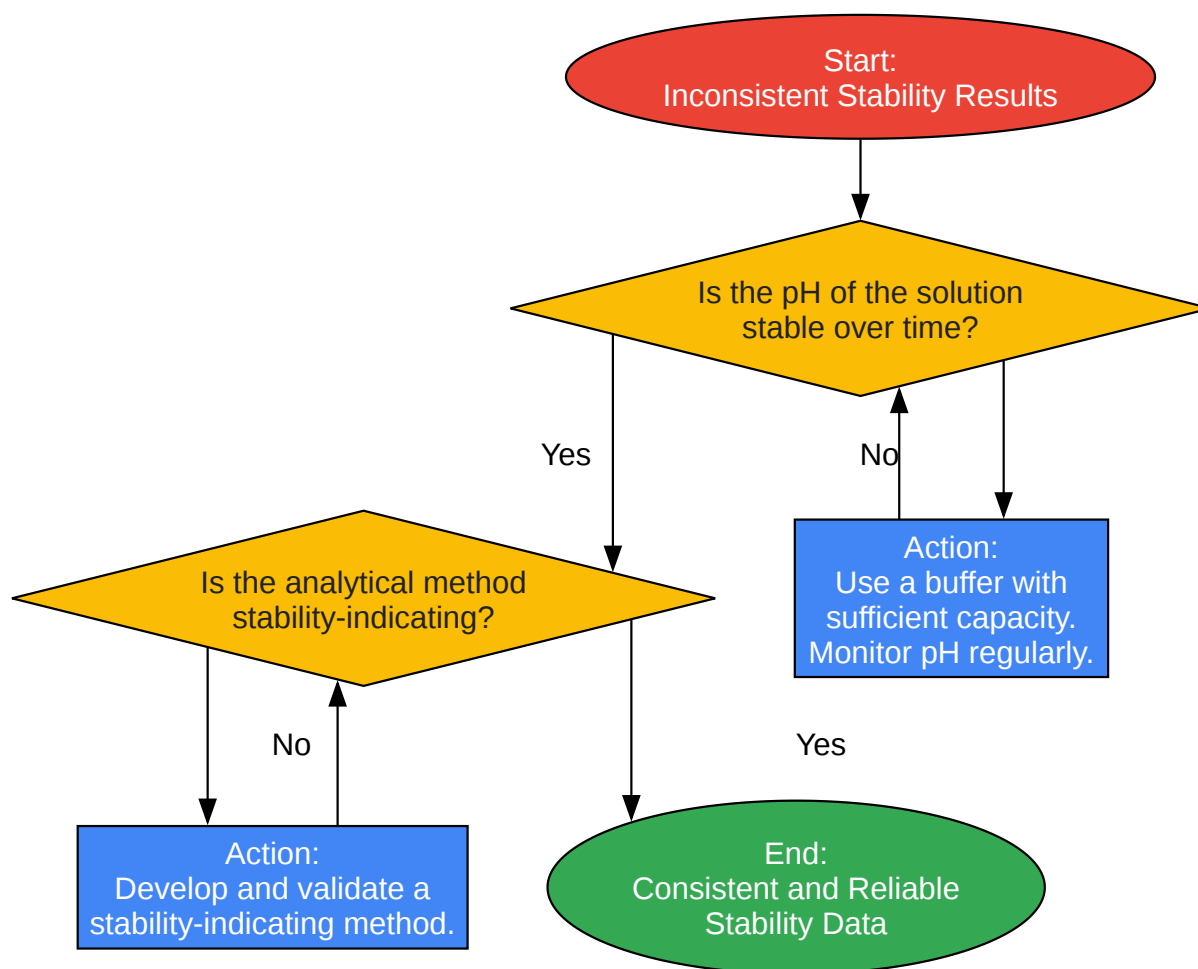 Start:
Inconsistent Stability Results
Is the pH of the solution
stable over time?
Yes
No
Action:
Use a buffer with
sufficient capacity.
Monitor pH regularly.
Is the analytical method
stability-indicating?
No
Yes
Action:
Develop and validate a
stability-indicating method.
End:
Consistent and Reliable
Stability Data